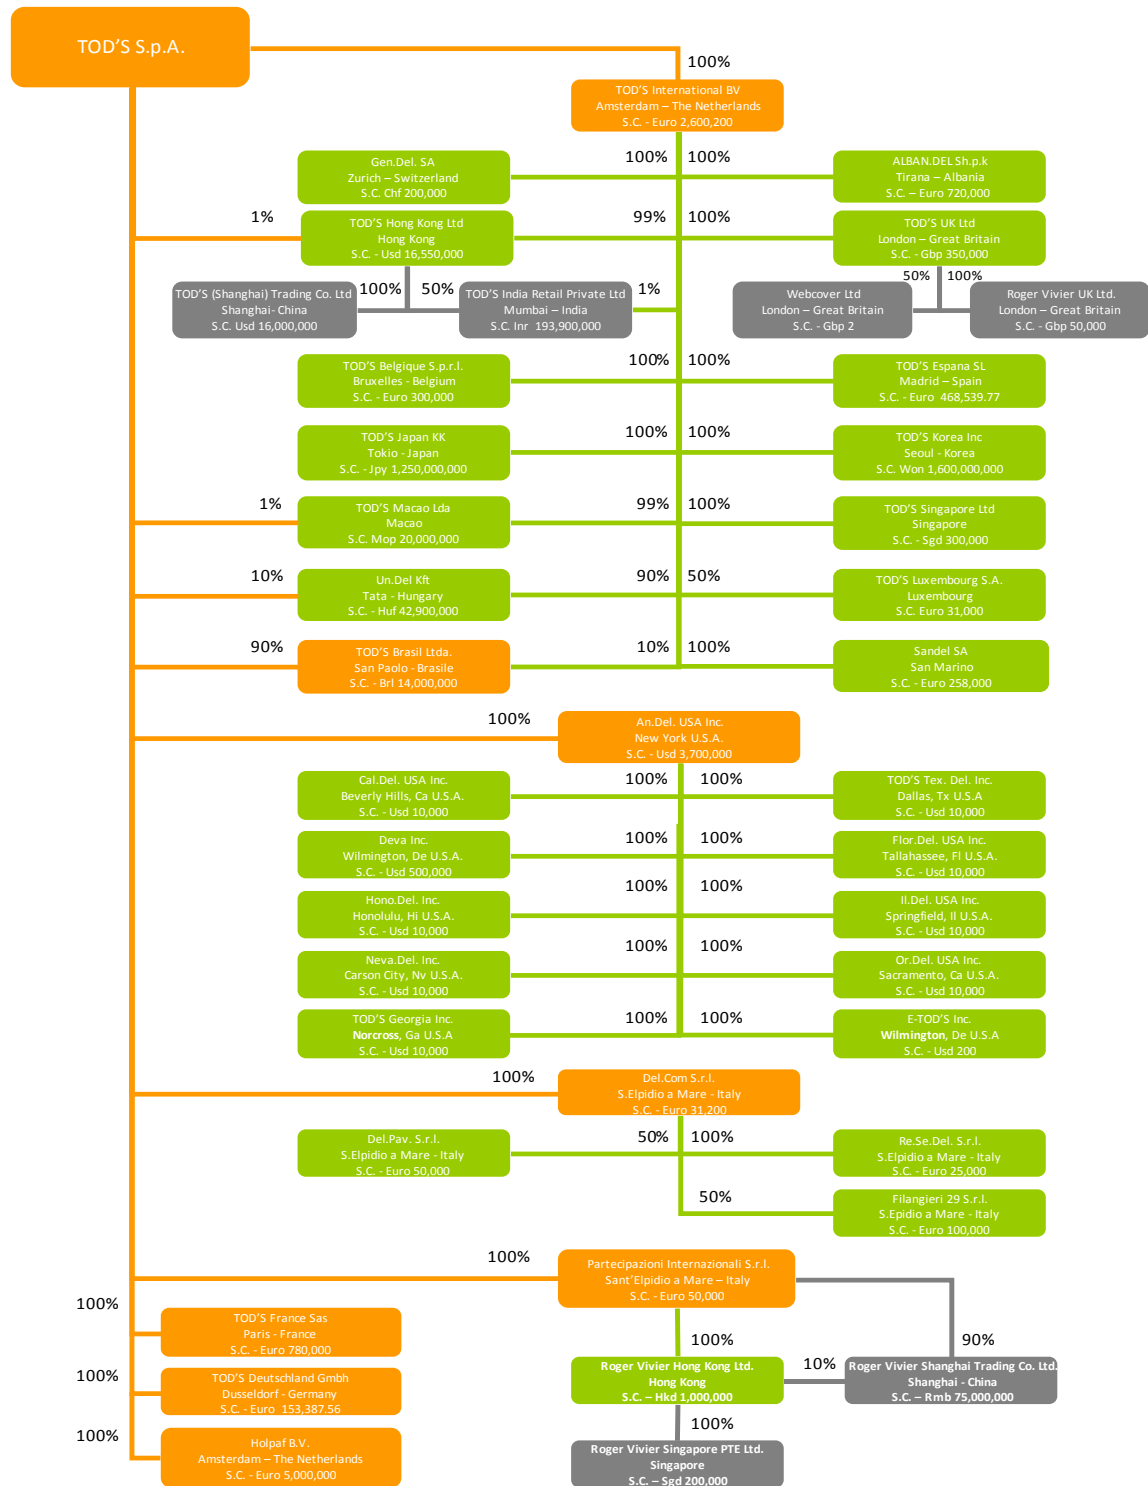 TOD'S S.p.A.
100%
TOD'S International BV
Amsterdam – The Netherlands
S.C. - Euro 2,600,200
Gen.Del. SA
Zurich – Switzerland
S.C. Chf 200,000
100%
100%
ALBAN.DEL Sh.p.k
Tirana – Albania
S.C. – Euro 720,000
1%
TOD'S Hong Kong Ltd
Hong Kong
S.C. - Usd 16,550,000
99%
100%
TOD'S UK Ltd
London – Great Britain
S.C. - Gbp 350,000
TOD'S (Shanghai) Trading Co. Ltd
Shanghai- China
S.C. Usd 16,000,000
100%
50%
TOD'S India Retail Private Ltd
Mumbai – India
S.C. Inr 193,900,000
1%
50%
100%
Webcover Ltd
London – Great Britain
S.C. - Gbp 2
Roger Vivier UK Ltd.
London – Great Britain
S.C. - Gbp 50,000
TOD'S Belgique S.p.r.l.
Bruxelles - Belgium
S.C. - Euro 300,000
100%
100%
TOD'S Espana SL
Madrid – Spain
S.C. - Euro 468,539.77
TOD'S Japan KK
Tokio - Japan
S.C. - Jpy 1,250,000,000
100%
100%
TOD'S Korea Inc
Seoul - Korea
S.C. Won 1,600,000,000
1%
TOD'S Macao Lda
Macao
S.C. Mop 20,000,000
99%
100%
TOD'S Singapore Ltd
Singapore
S.C. - Sgd 300,000
10%
Un.Del Kft
Tata - Hungary
S.C. - Huf 42,900,000
90%
50%
TOD'S Luxembourg S.A.
Luxembourg
S.C. Euro 31,000
90%
TOD'S Brasil Ltda.
San Paolo - Brasile
S.C. - Brl 14,000,000
10%
100%
Sandel SA
San Marino
S.C. - Euro 258,000
100%
An.Del. USA Inc.
New York U.S.A.
S.C. - Usd 3,700,000
Cal.Del. USA Inc.
Beverly Hills, Ca U.S.A.
S.C. - Usd 10,000
100%
100%
TOD'S Tex. Del. Inc.
Dallas, Tx U.S.A
S.C. - Usd 10,000
Deva Inc.
Wilmington, De U.S.A.
S.C. - Usd 500,000
100%
100%
Flor.Del. USA Inc.
Tallahassee, Fl U.S.A.
S.C. - Usd 10,000
Hono.Del. Inc.
Honolulu, Hi U.S.A.
S.C. - Usd 10,000
100%
100%
Il.Del. USA Inc.
Springfield, Il U.S.A.
S.C. - Usd 10,000
Neva.Del. Inc.
Carson City, Nv U.S.A.
S.C. - Usd 10,000
100%
100%
Or.Del. USA Inc.
Sacramento, Ca U.S.A.
S.C. - Usd 10,000
TOD'S Georgia Inc.
Norcross, Ga U.S.A
S.C. - Usd 10,000
100%
100%
E-TOD'S Inc.
Wilmington, De U.S.A
S.C. - Usd 200
100%
Del.Com S.r.l.
S.Elpidio a Mare - Italy
S.C. - Euro 31,200
Del.Pav. S.r.l.
S.Elpidio a Mare - Italy
S.C. - Euro 50,000
50%
100%
Re.Se.Del. S.r.l.
S.Elpidio a Mare - Italy
S.C. - Euro 25,000
50%
Filangieri 29 S.r.l.
S.Epidio a Mare - Italy
S.C. - Euro 100,000
100%
Partecipazioni Internazionali S.r.l.
Sant'Elpidio a Mare – Italy
S.C. - Euro 50,000
100%
TOD'S France Sas
Paris - France
S.C. - Euro 780,000
100%
90%
Roger Vivier Hong Kong Ltd.
Hong Kong
S.C. – Hkd 1,000,000
10%
Roger Vivier Shanghai Trading Co. Ltd.
Shanghai - China
S.C. – Rmb 75,000,000
100%
TOD'S Deutschland Gmbh
Dusseldorf - Germany
S.C. - Euro 153,387.56
100%
100%
Holpaf B.V.
Amsterdam – The Netherlands
S.C. - Euro 5,000,000
Roger Vivier Singapore PTE Ltd.
Singapore
S.C. – Sgd 200,000